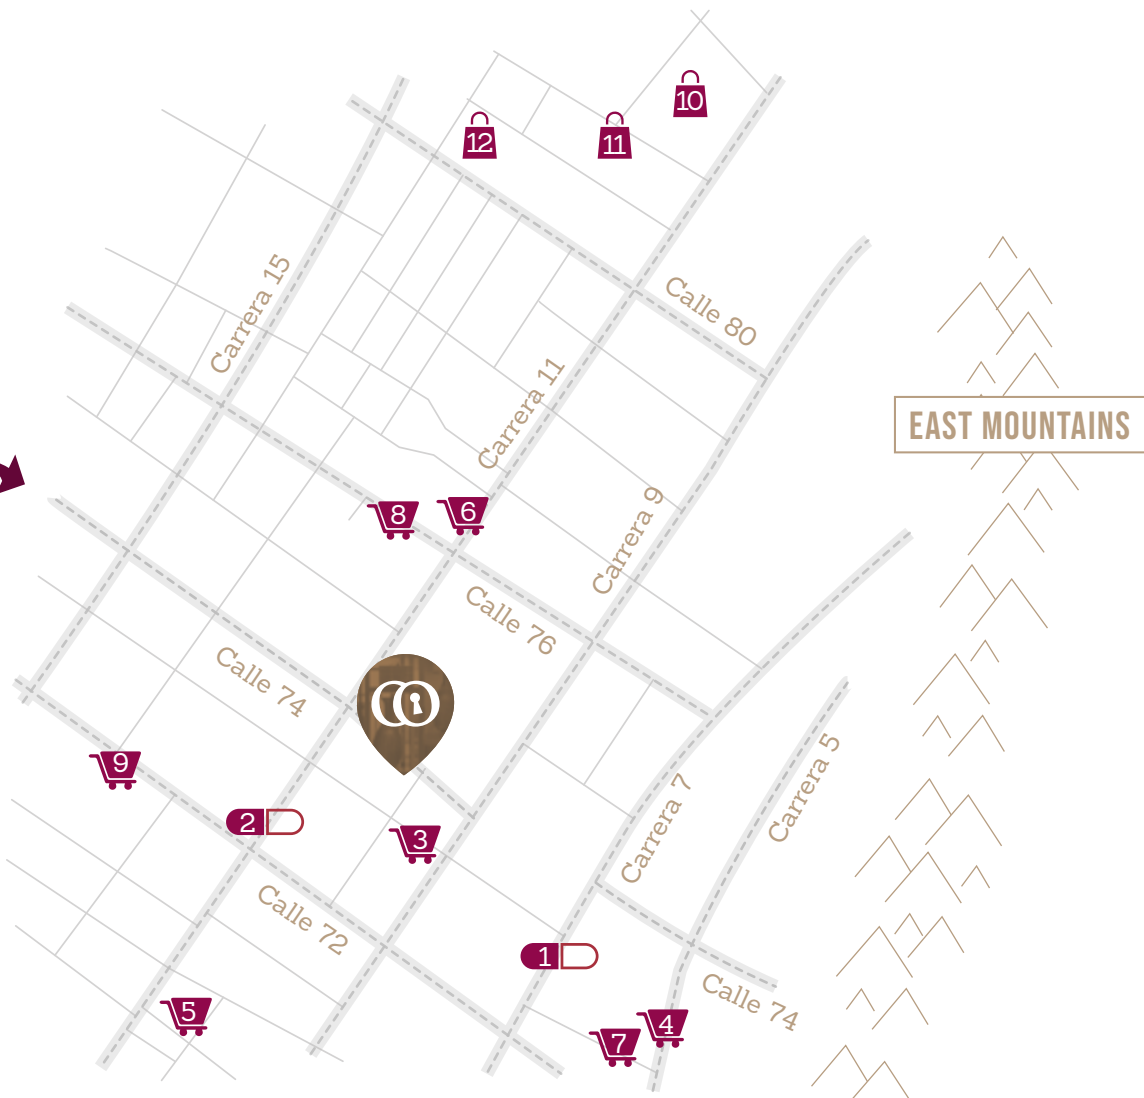 10
12
11
Carrera 15
Calle 80
Carrera 11
EAST MOUNTAINS
Carrera 9
8
6
Calle 76
Calle 74
9
Carrera 5
Carrera 7
2
3
Calle 72
1
Calle 74
5
4
7